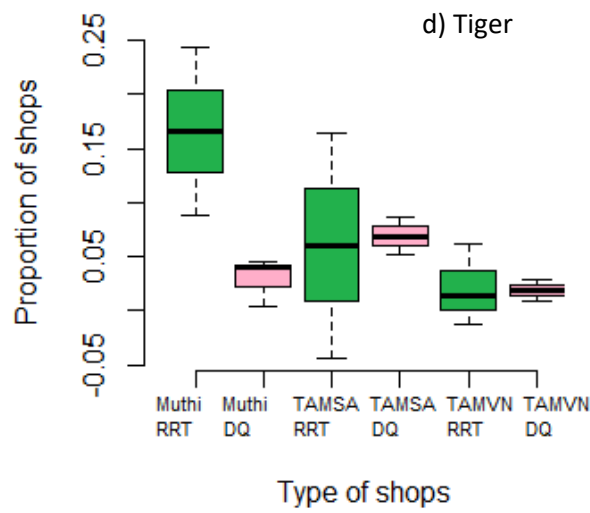 d) Tiger
Proportion of shops
0.25
0.15
0.05
-0.05
Muthi RRT
Muthi DQ
TAMSA RRT
TAMSA DQ
TAMVN RRT
TAMVN DQ
Type of shops